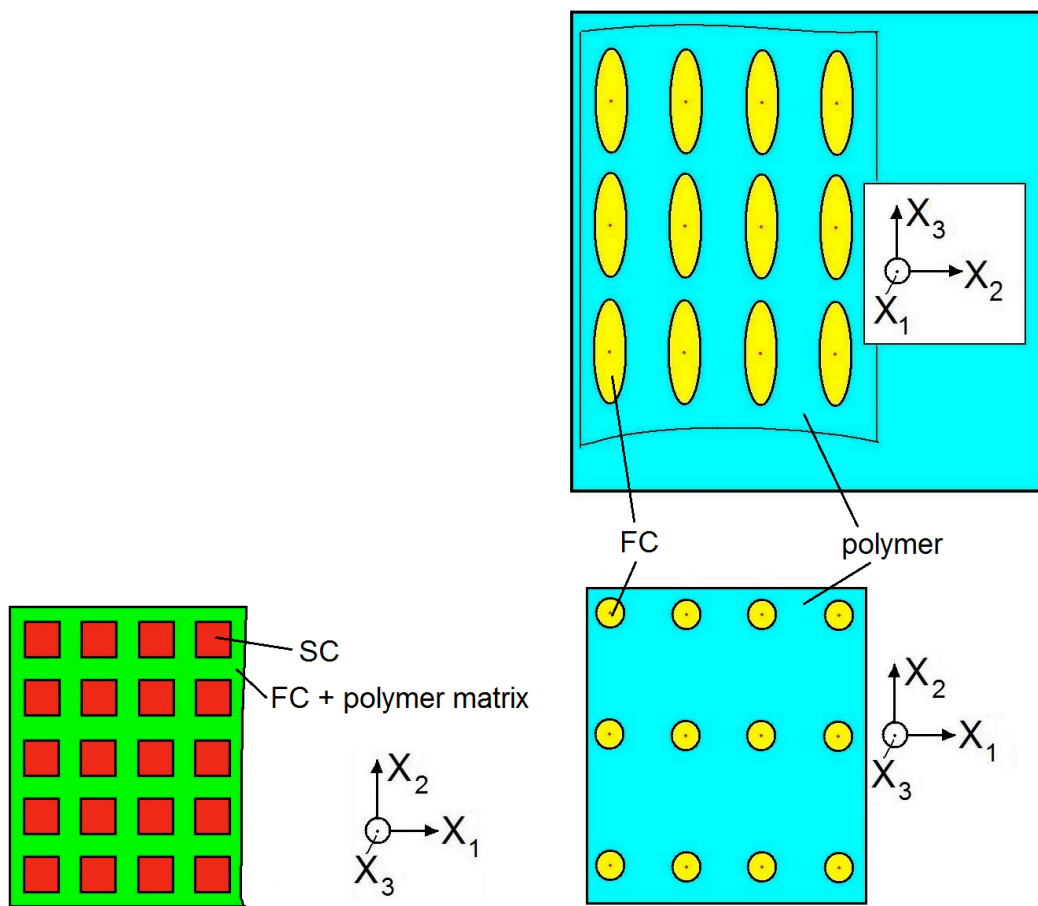 X3
X2
X1
FC
polymer
SC
FC + polymer matrix
X2
X1
X3
X2
X1
X3